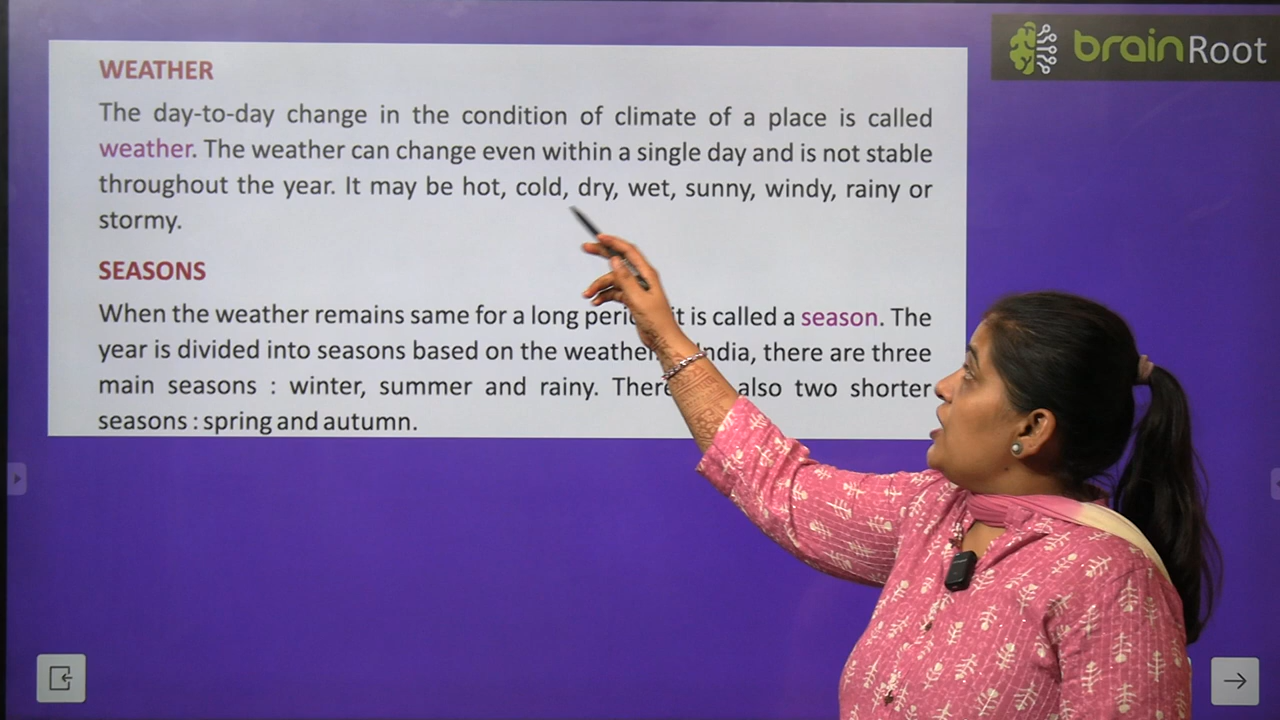 brainRoot
WEATHER
The day-to-day change in the condition of climate of a place is called
weather. The weather can change even within a single day and is not stable
throughout the year. It may be hot, cold, dry, wet, sunny, windy, rainy or
stormy.
SEASONS
When the weather remains same for a long it is called a season. The
year is divided into seasons based on the weather India, there are three
main seasons : winter, summer and rainy. also two shorter
seasons : spring and autumn.